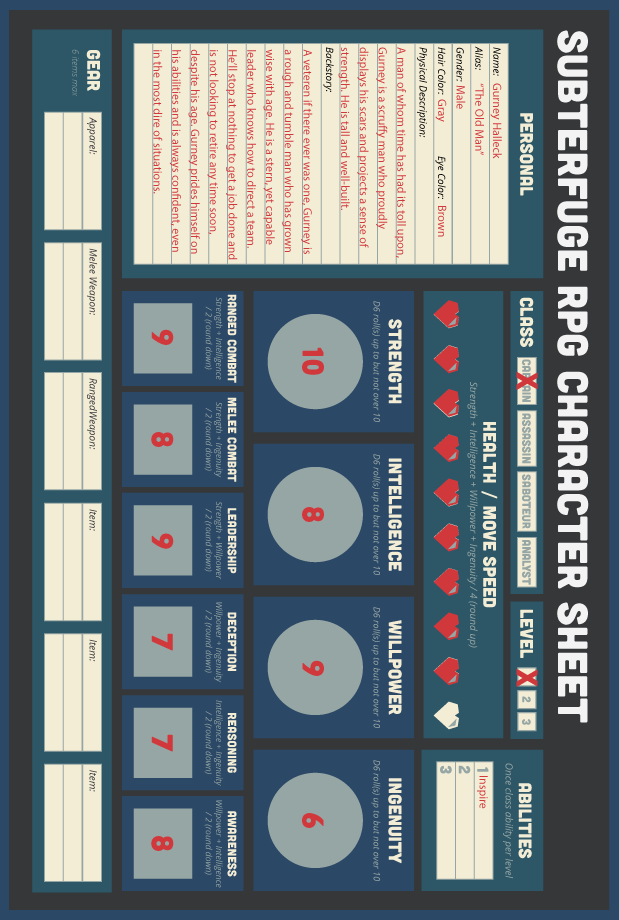 SUBTERFUGE RPG CHARACTER SHEET
PERSONAL
Name: Gurney Halleck
Alias: "The Old Man"
Gender: Male
Hair Color: Gray Eye Color: Brown
Physical Description:
A man of whom time has had its toll upon,
Gurney is a scruffy man who proudly
displays his scars and projects a sense of
strength. He is tall and well-built.
Backstory:
A veteren if there ever was one, Gurney is
a rough and tumble man who has grown
wise with age. He is a stern, yet capable
leader who knows how to direct a team.
He'll stop at nothing to get a job done and
is not looking to retire any time soon,
despite his age. Gurney prides himself on
his abilities and is always confident, even
in the most dire of situations.
CLASS CAPTAIN ASSASSIN SABOTEUR ANALYST
LEVEL X 2 3
HEALTH / MOVE SPEED
Strength + Intelligence + Willpower + Ingenuity / 4 (round up)
ABILITIES
Once class ability per level
1 Inspire
2
3
STRENGTH
D6 roll(s) up to but not over 10
10
INTELLIGENCE
D6 roll(s) up to but not over 10
8
WILLPOWER
D6 roll(s) up to but not over 10
9
INGENUITY
D6 roll(s) up to but not over 10
6
RANGED COMBAT
Strength + Intelligence
/ 2 (round down)
9
MELEE COMBAT
Strength + Ingenuity
/ 2 (round down)
8
LEADERSHIP
Strength + Willpower
/ 2 (round down)
9
DECEPTION
Willpower + Ingenuity
/ 2 (round down)
7
REASONING
Intelligence + Ingenuity
/ 2 (round down)
7
AWARENESS
Willpower + Intelligence
/ 2 (round down)
8
GEAR
6 items max
Apparel:
Melee Weapon:
RangedWeapon:
Item:
Item:
Item: